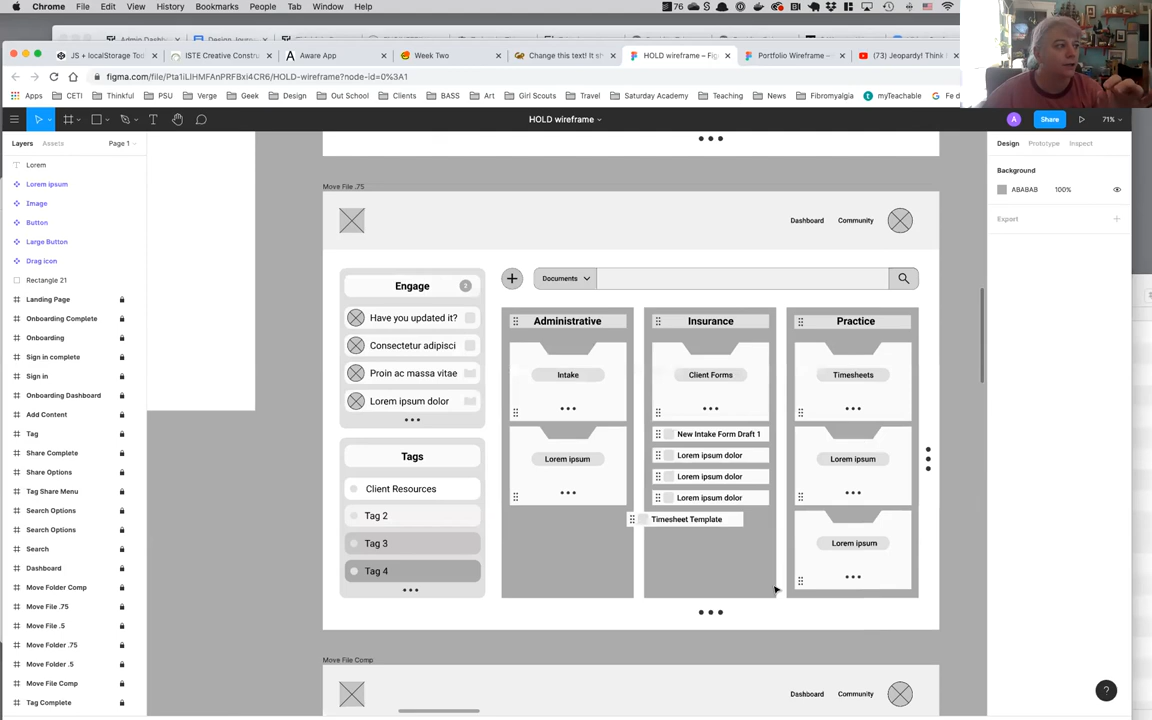 Chrome File Edit View History Bookmarks People Tab Window Help 76
JS + localStorage Tod ISTE Creative Constru Aware App Week Two Change this text! It sh HOLD wireframe – Fig Portfolio Wireframe – (73) Jeopardy! Think
figma.com/file/Pta1iLlHMFAnPRFBxi4CR6/HOLD-wireframe?node-id=0%3A1
Apps CETI Thinkful PSU Verge Geek Design Out School Clients BASS Art Girl Scouts Travel Saturday Academy Teaching News Fibromyalgia myTeachable Fe d
HOLD wireframe
A Share 71%
Layers Assets Page 1
Design Prototype Inspect
Lorem
Lorem ipsum
Image
Button
Large Button
Drag icon
Rectangle 21
Landing Page
Onboarding Complete
Onboarding
Sign in complete
Sign in
Onboarding Dashboard
Add Content
Tag
Share Complete
Share Options
Tag Share Menu
Search Options
Search Options
Search
Dashboard
Move Folder Comp
Move File .75
Move File .5
Move Folder .75
Move Folder .5
Move File Comp
Tag Complete
Move File .75
Dashboard Community
Engage 2
Have you updated it?
Consectetur adipisci
Proin ac massa vitae
Lorem ipsum dolor
Tags
Client Resources
Tag 2
Tag 3
Tag 4
+ Documents
Administrative
Intake
Lorem ipsum
Insurance
Client Forms
New Intake Form Draft 1
Lorem ipsum dolor
Lorem ipsum dolor
Lorem ipsum dolor
Timesheet Template
Practice
Timesheets
Lorem ipsum
Lorem ipsum
Move File Comp
Dashboard Community
Background
ABABAB 100%
Export
?